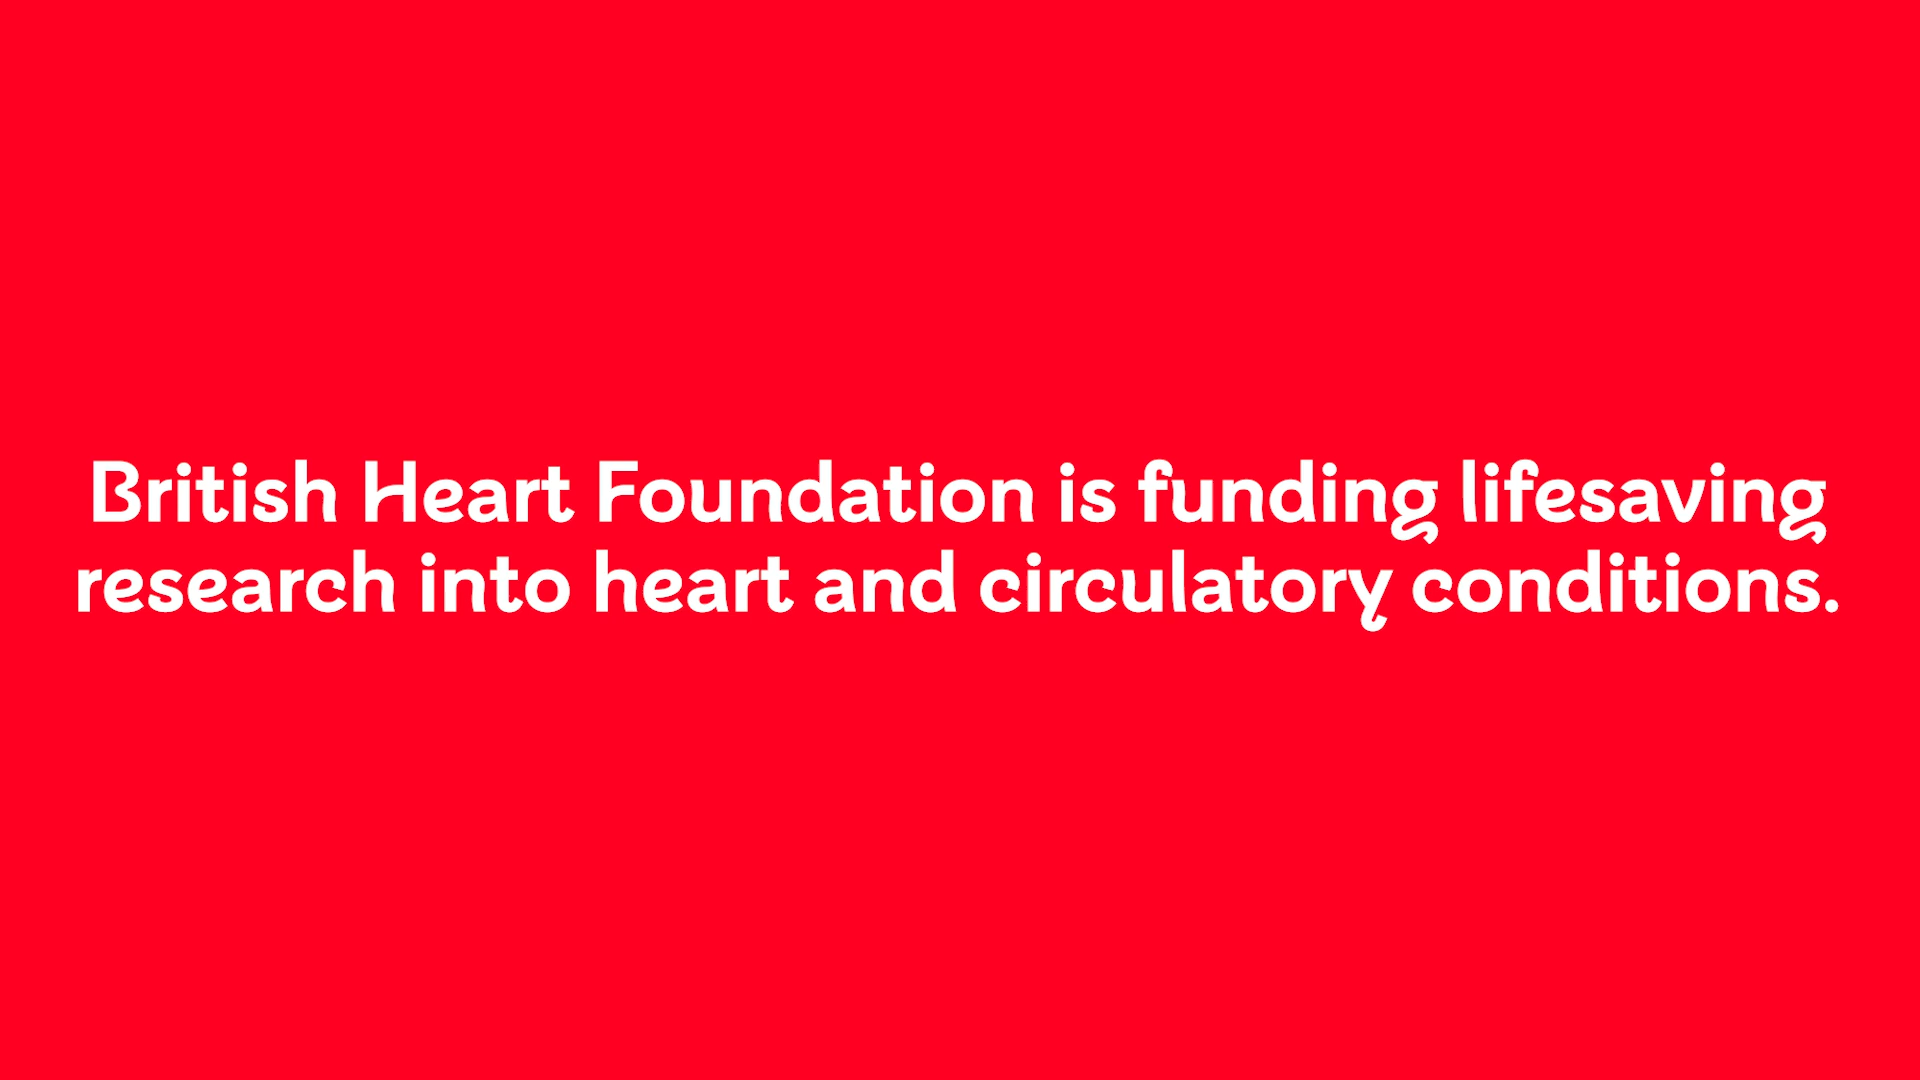 British Heart Foundation is funding lifesaving
research into heart and circulatory conditions.